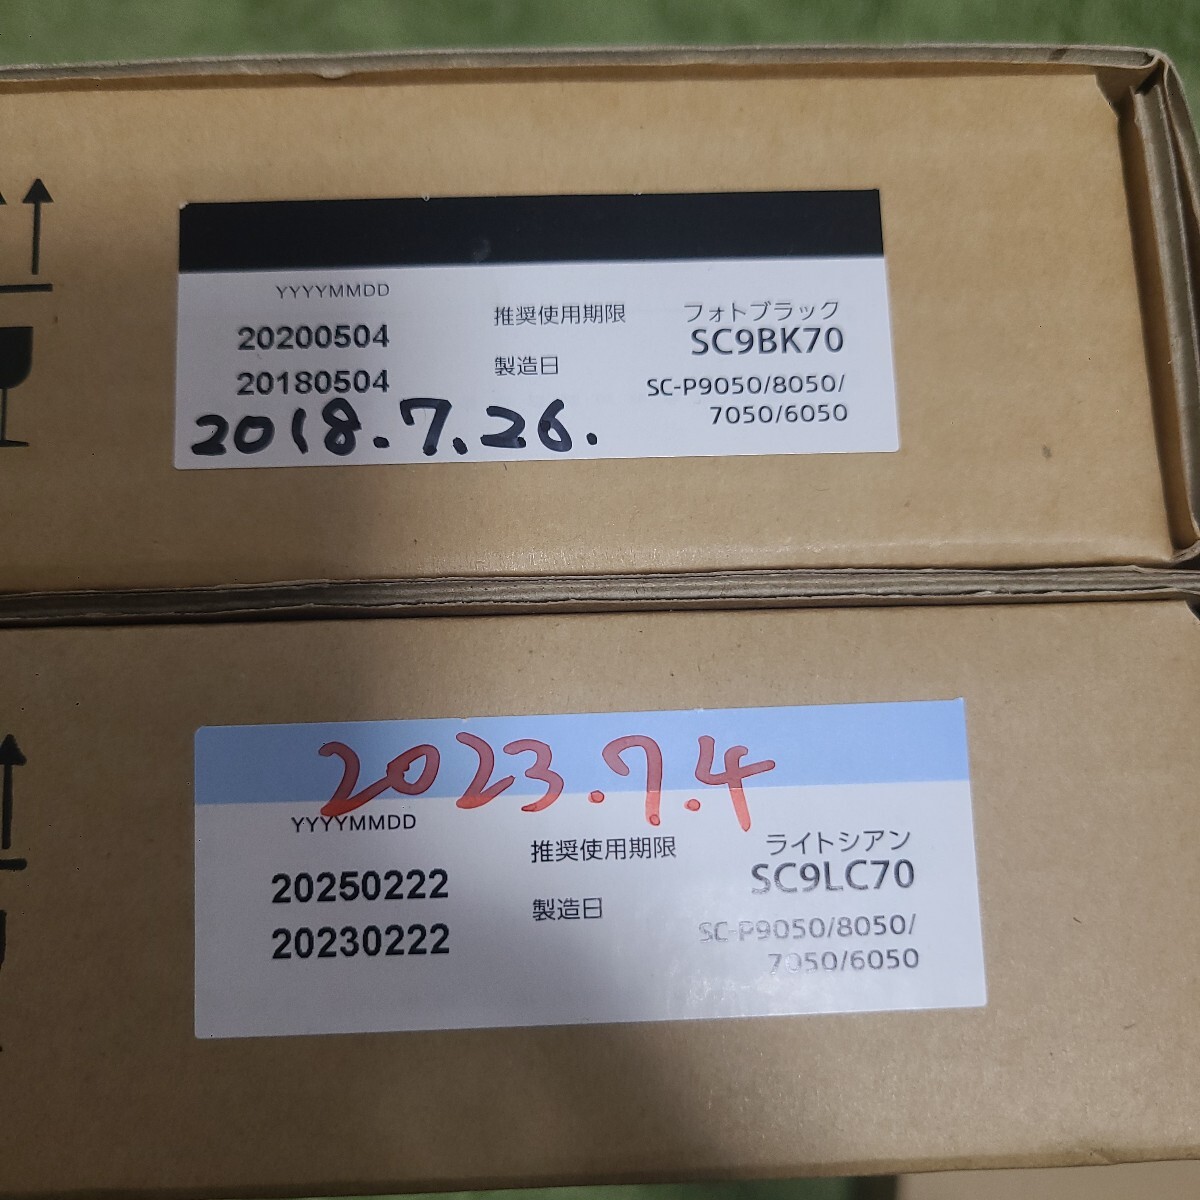 YYYYMMDD
20200504 推奨使用期限 フォトブラック
SC9BK70
20180504 製造日
SC-P9050/8050/
7050/6050
2018.7.26.
2023.7.4
YYYYMMDD
推奨使用期限 ライトシアン
20250222 SC9LC70
20230222 製造日
SC-P9050/8050/
7050/6050